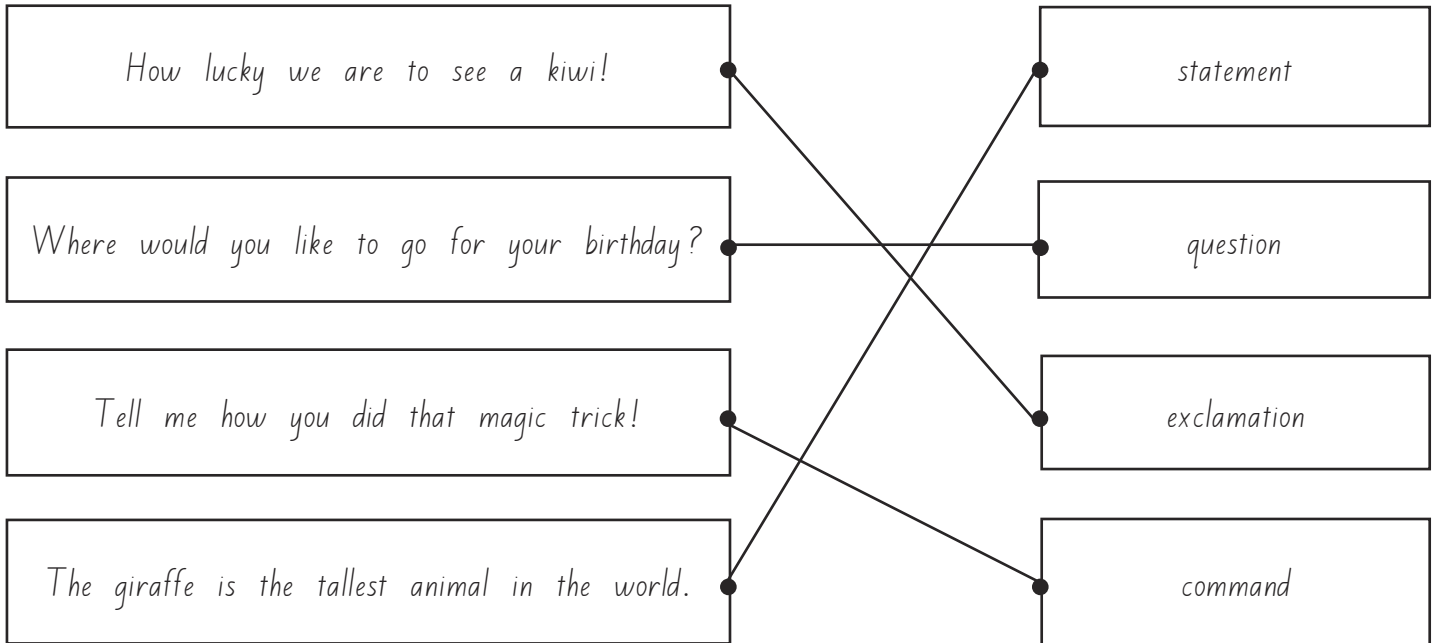 How lucky we are to see a kiwi!
statement
Where would you like to go for your birthday?
question
Tell me how you did that magic trick!
exclamation
The giraffe is the tallest animal in the world.
command